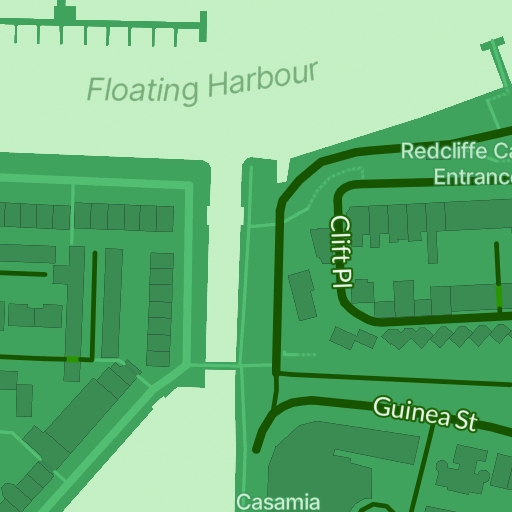 Floating Harbour
Redcliffe Ca
Entrance
Clift Pl
Guinea St
Casamia